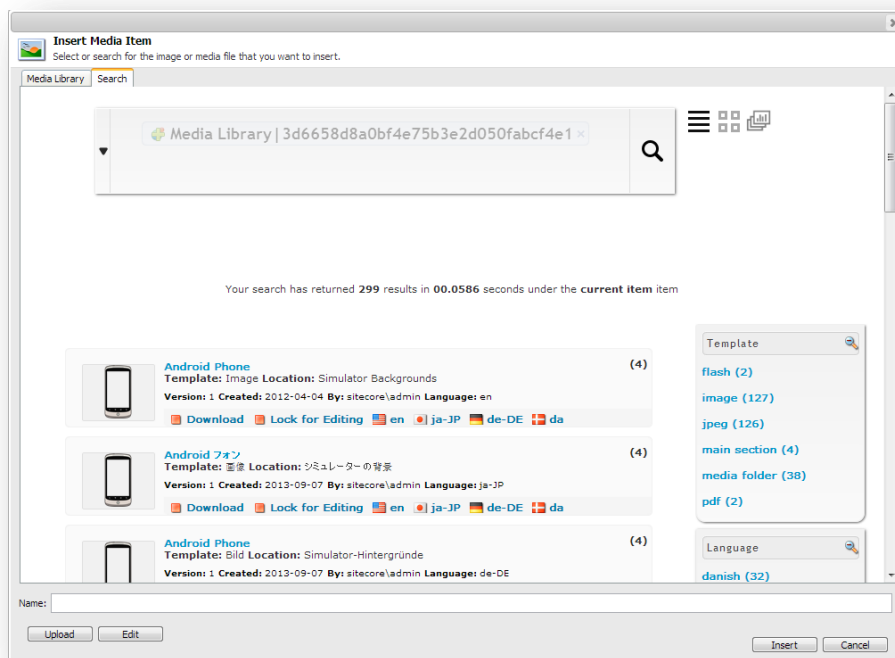 Insert Media Item
Select or search for the image or media file that you want to insert.
Media Library Search
Media Library | 3d6658d8a0bf4e75b3e2d050fabcf4e1 ×
Your search has returned 299 results in 00.0586 seconds under the current item item
Android Phone (4)
Template: Image Location: Simulator Backgrounds
Version: 1 Created: 2012-04-04 By: sitecore\admin Language: en
Download Lock for Editing en ja-JP de-DE da
Android フォン (4)
Template: 画像 Location: シミュレーターの背景
Version: 1 Created: 2013-09-07 By: sitecore\admin Language: ja-JP
Download Lock for Editing en ja-JP de-DE da
Android Phone (4)
Template: Bild Location: Simulator-Hintergründe
Version: 1 Created: 2013-09-07 By: sitecore\admin Language: de-DE
Template
flash (2)
image (127)
jpeg (126)
main section (4)
media folder (38)
pdf (2)
Language
danish (32)
Name:
Upload Edit
Insert Cancel